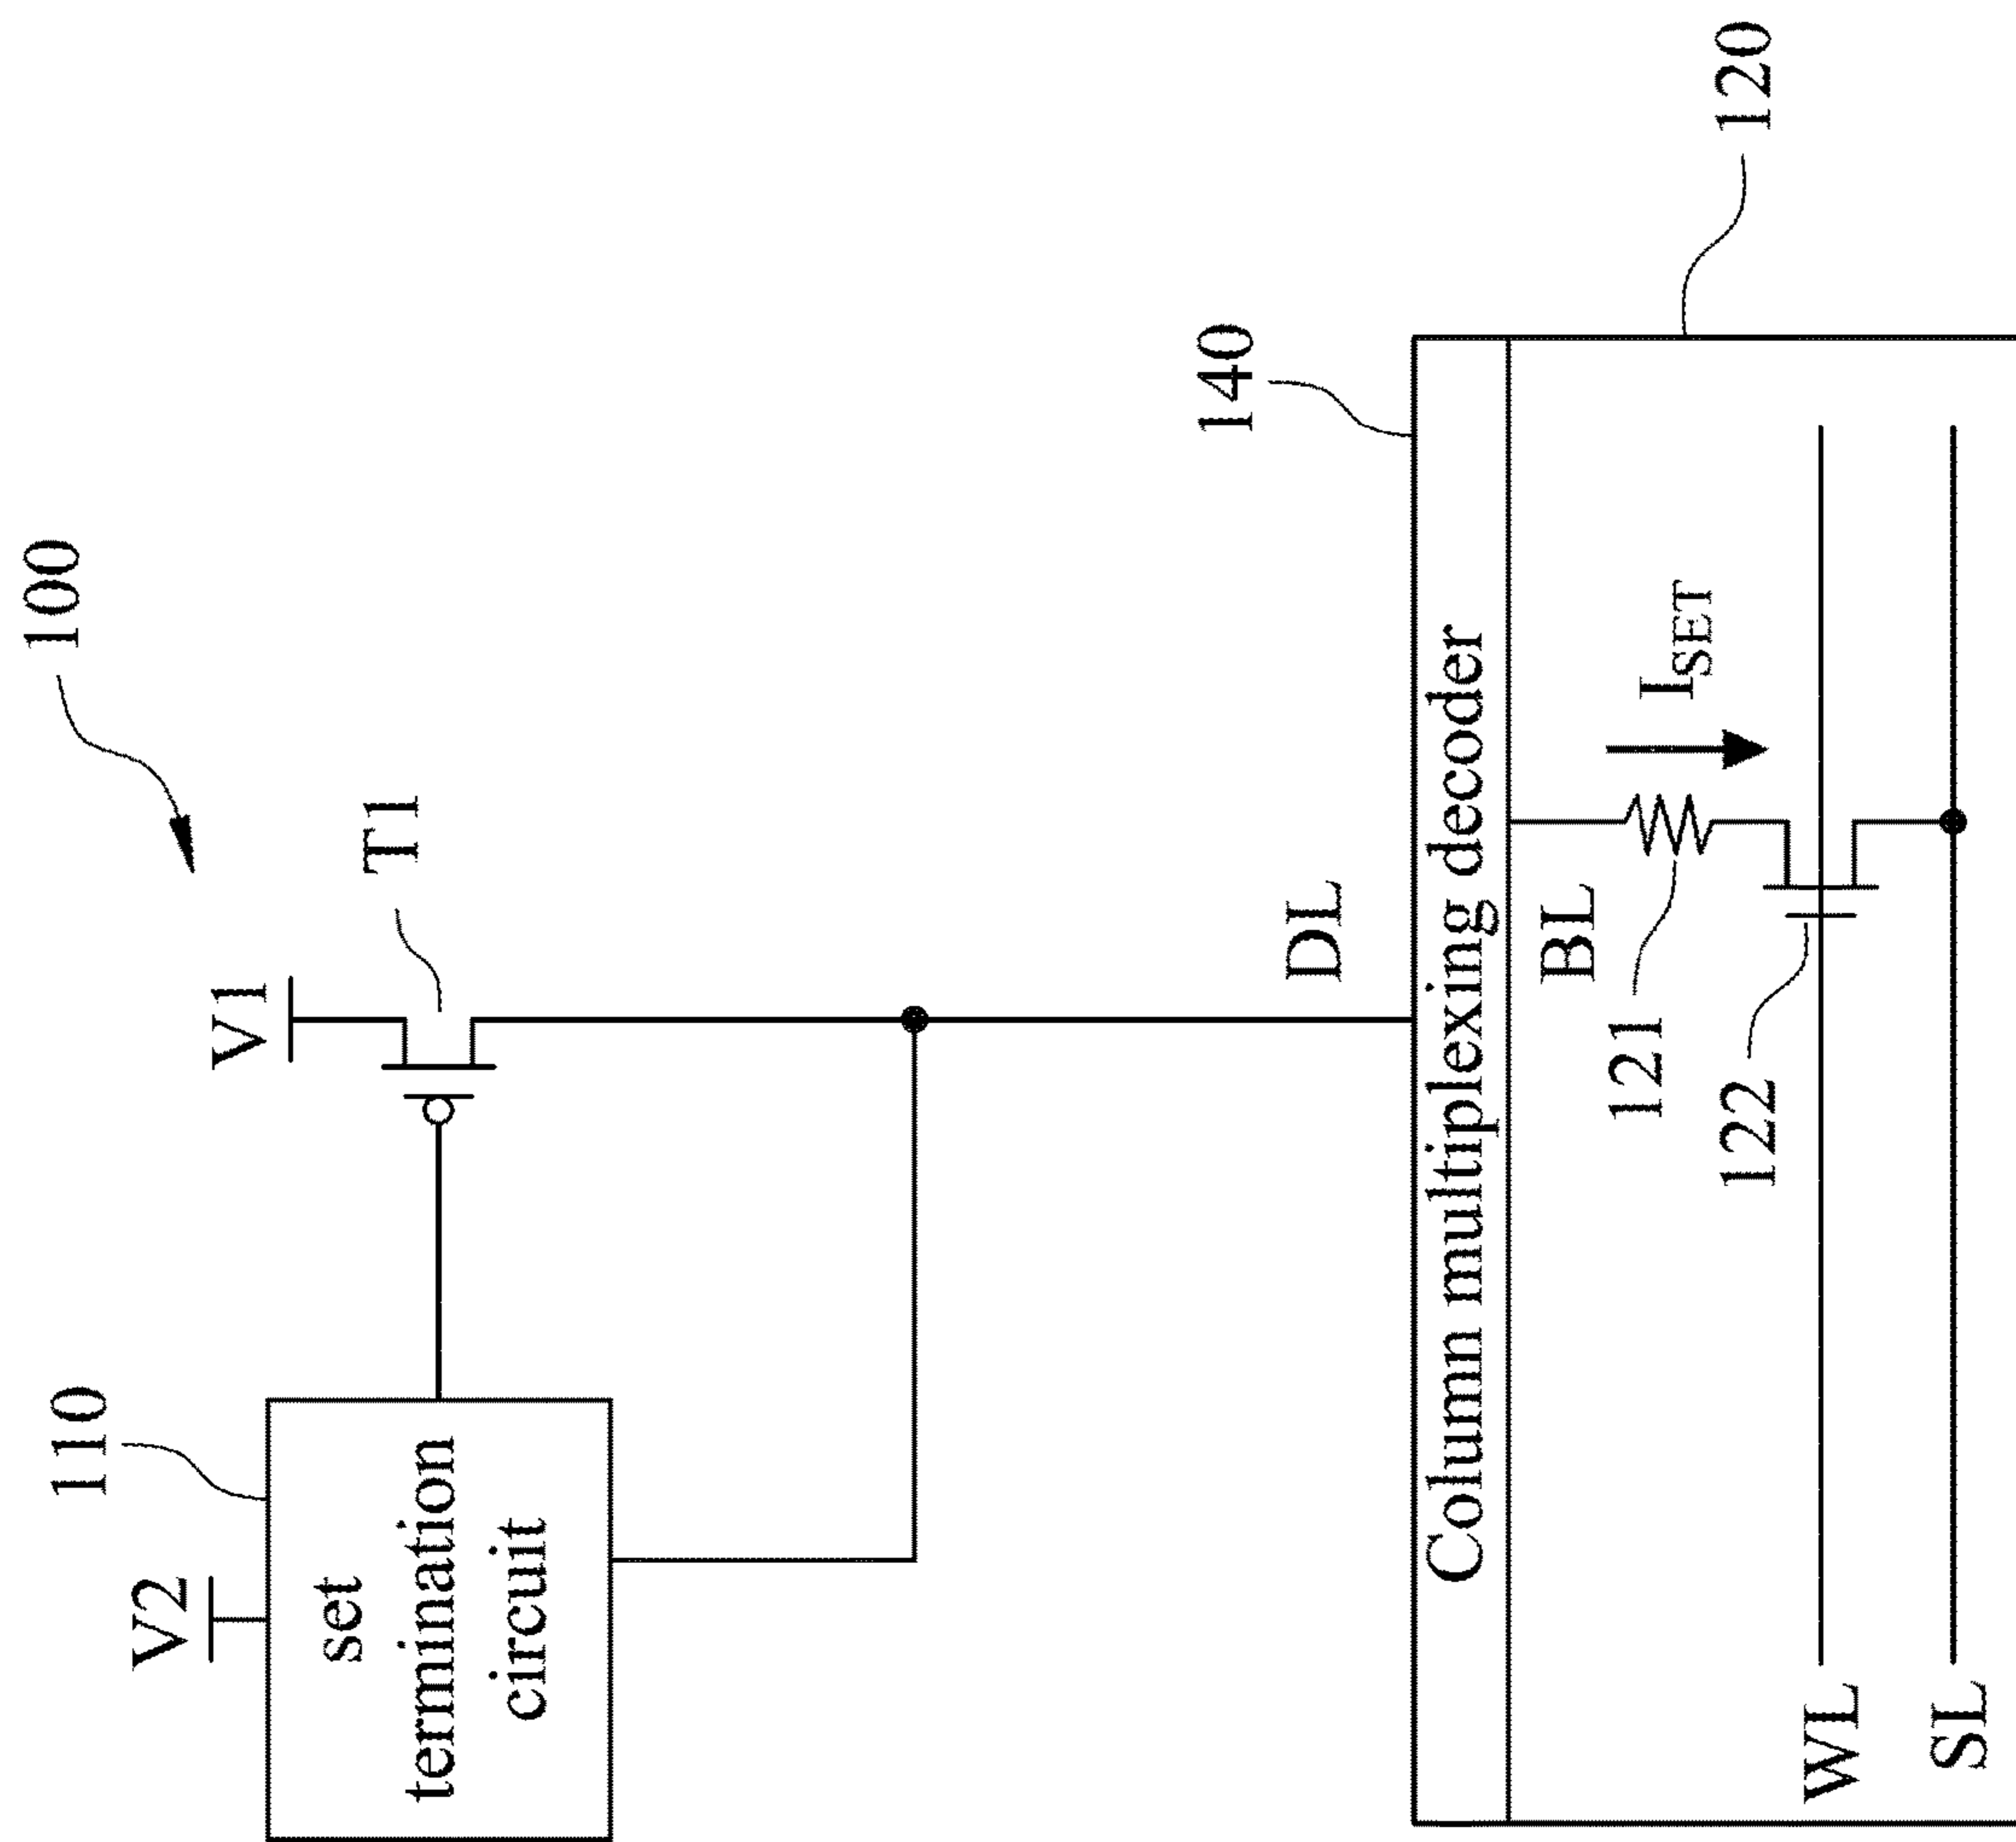 100
110
V2
V1
T1
set
termination
circuit
DL
140
Column multiplexing decoder
BL
I_SET
121
122
WL
SL
120